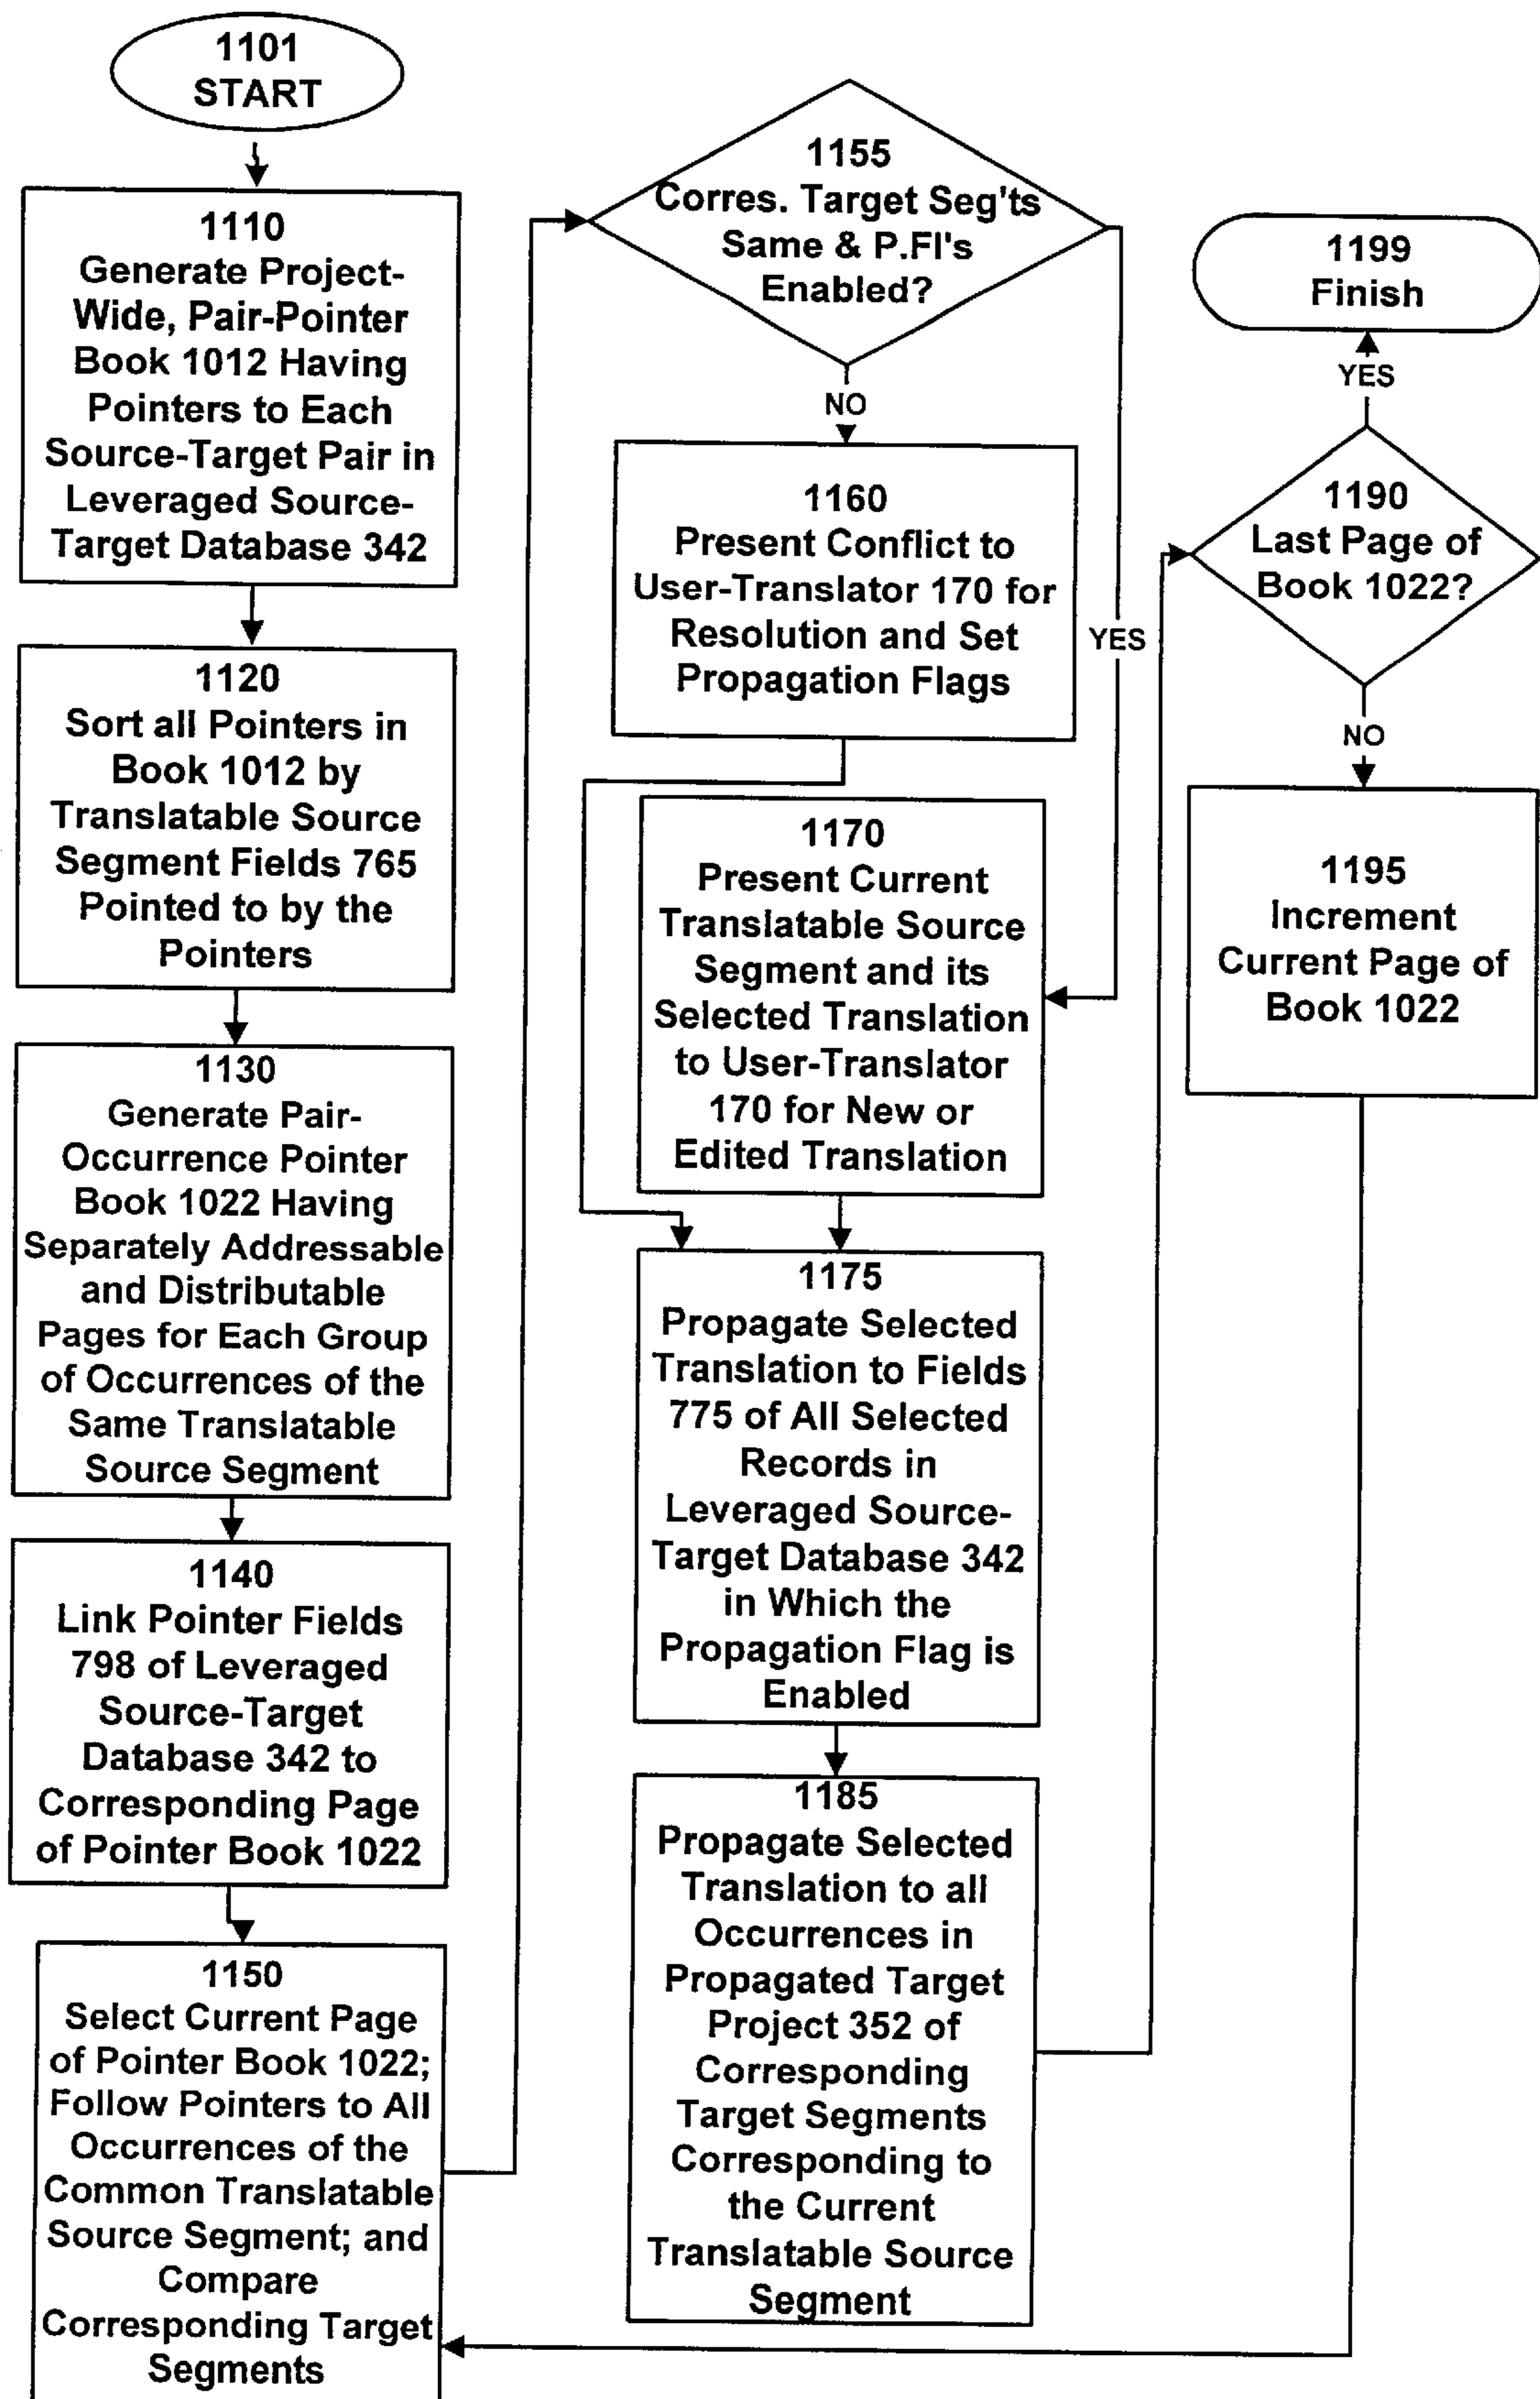 1101
START
1110
Generate Project-
Wide, Pair-Pointer
Book 1012 Having
Pointers to Each
Source-Target Pair in
Leveraged Source-
Target Database 342
1120
Sort all Pointers in
Book 1012 by
Translatable Source
Segment Fields 765
Pointed to by the
Pointers
1130
Generate Pair-
Occurrence Pointer
Book 1022 Having
Separately Addressable
and Distributable
Pages for Each Group
of Occurrences of the
Same Translatable
Source Segment
1140
Link Pointer Fields
798 of Leveraged
Source-Target
Database 342 to
Corresponding Page
of Pointer Book 1022
1150
Select Current Page
of Pointer Book 1022;
Follow Pointers to All
Occurrences of the
Common Translatable
Source Segment; and
Compare
Corresponding Target
Segments
1155
Corres. Target Seg'ts
Same & P.Fl's
Enabled?
NO
YES
1160
Present Conflict to
User-Translator 170 for
Resolution and Set
Propagation Flags
1170
Present Current
Translatable Source
Segment and its
Selected Translation
to User-Translator
170 for New or
Edited Translation
1175
Propagate Selected
Translation to Fields
775 of All Selected
Records in
Leveraged Source-
Target Database 342
in Which the
Propagation Flag is
Enabled
1185
Propagate Selected
Translation to all
Occurrences in
Propagated Target
Project 352 of
Corresponding
Target Segments
Corresponding to
the Current
Translatable Source
Segment
1199
Finish
YES
1190
Last Page of
Book 1022?
NO
1195
Increment
Current Page of
Book 1022